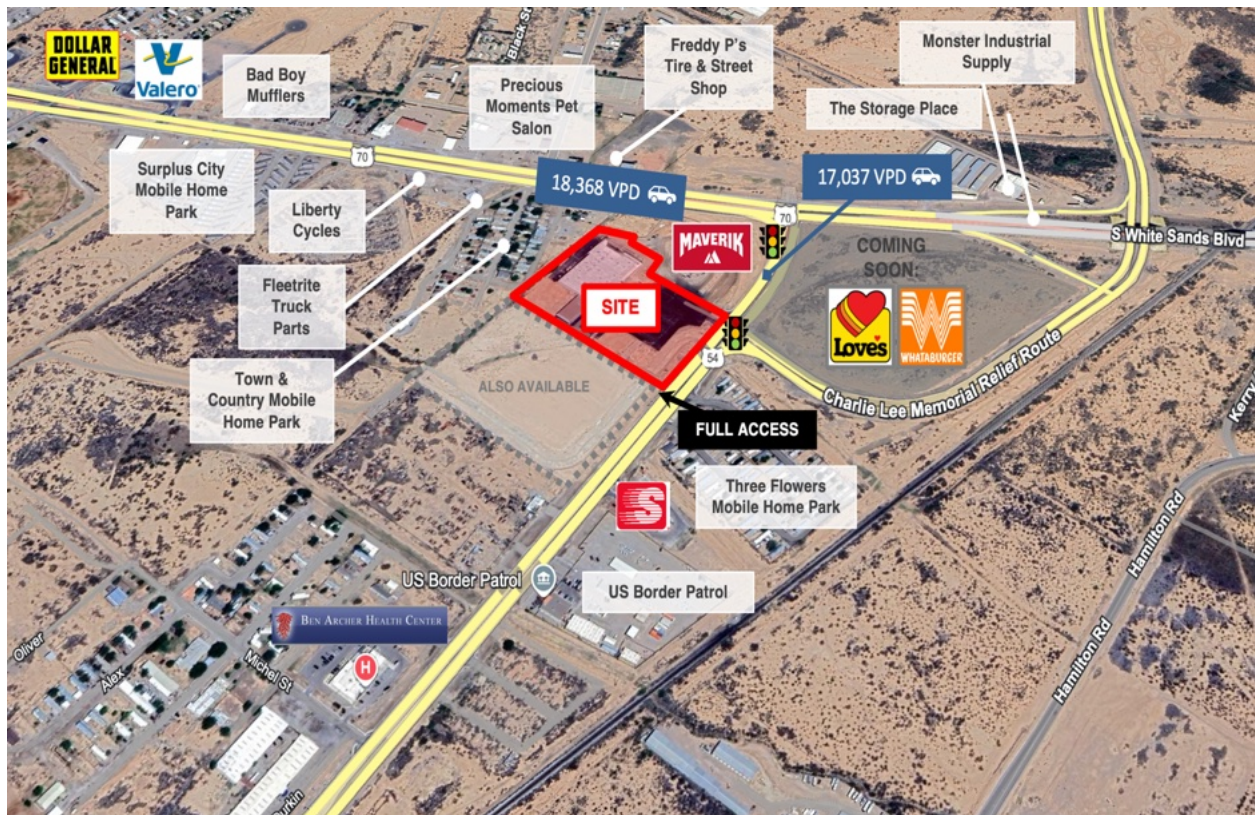 DOLLAR
GENERAL
Valero
Bad Boy
Mufflers
Black St
Precious
Moments Pet
Salon
Freddy P's
Tire & Street
Shop
Monster Industrial
Supply
The Storage Place
70
Surplus City
Mobile Home
Park
Liberty
Cycles
18,368 VPD
17,037 VPD
70
S White Sands Blvd
MAVERIK
COMING
SOON:
Fleetrite
Truck
Parts
SITE
Love's
WHATABURGER
54
Town &
Country Mobile
Home Park
ALSO AVAILABLE
Charlie Lee Memorial Relief Route
FULL ACCESS
Three Flowers
Mobile Home Park
S
US Border Patrol
US Border Patrol
BEN ARCHER HEALTH CENTER
H
Oliver
Alex
Michel St
Hamilton Rd
Hamilton Rd